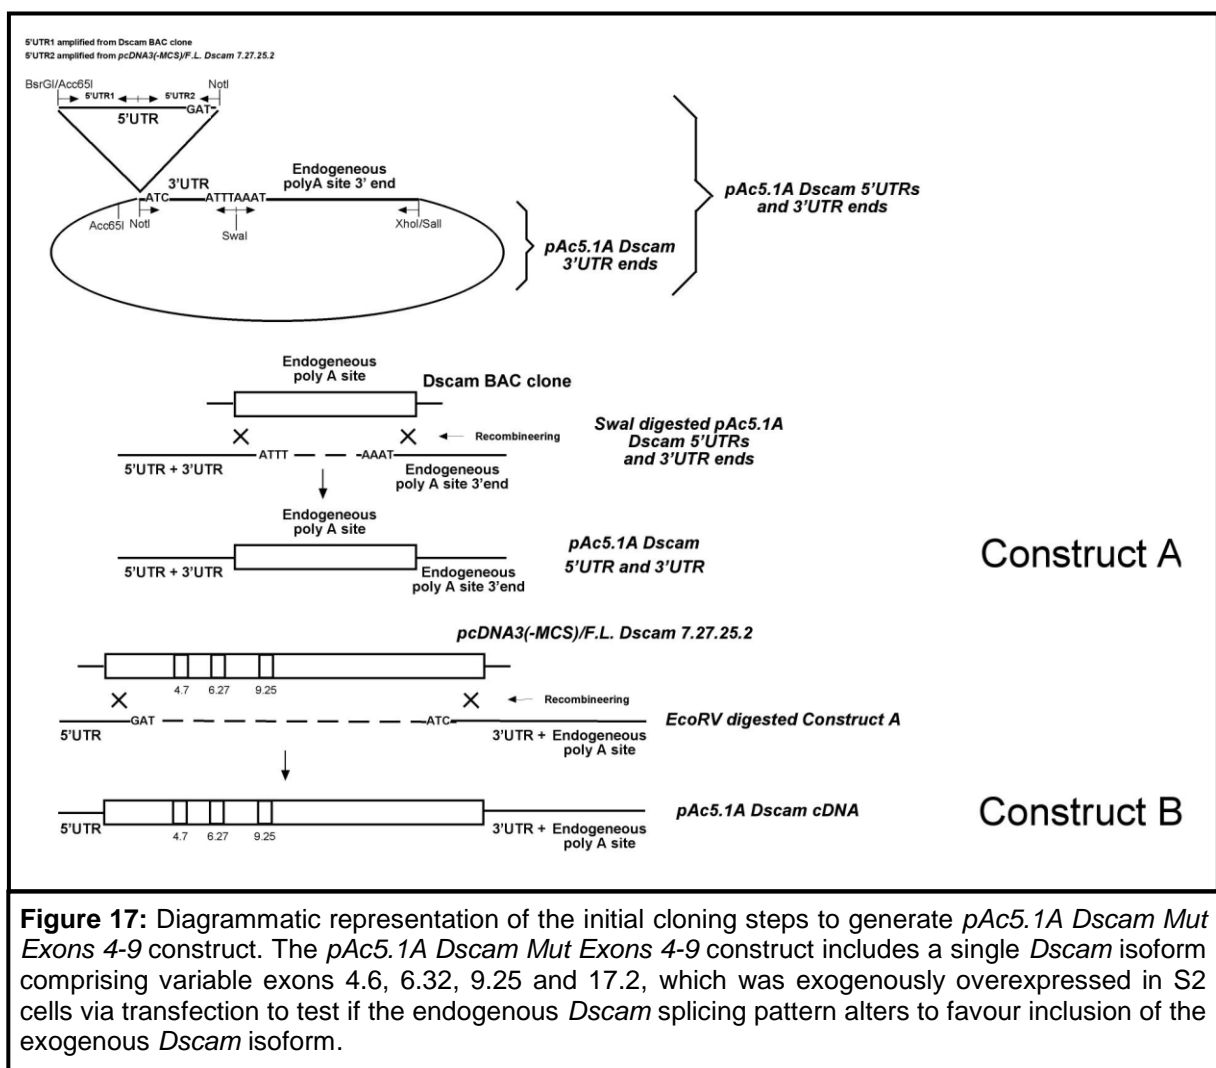 5'UTR1 amplified from Dscam BAC clone
5'UTR2 amplified from pcDNA3(-MCS)/F.L. Dscam 7.27.25.2
BsrGI/Acc65I
NotI
5'UTR1
5'UTR2
GAT
5'UTR
3'UTR
Endogeneous
polyA site 3' end
ATC
ATTTAAAT
Acc65I
NotI
SwaI
XhoI/SalI
pAc5.1A Dscam
3'UTR ends
pAc5.1A Dscam 5'UTRs
and 3'UTR ends
Endogeneous
poly A site
Dscam BAC clone
Recombineering
SwaI digested pAc5.1A
Dscam 5'UTRs
and 3'UTR ends
ATTT
AAAT
5'UTR + 3'UTR
Endogeneous
poly A site 3'end
Endogeneous
poly A site
5'UTR + 3'UTR
Endogeneous
poly A site 3'end
pAc5.1A Dscam
5'UTR and 3'UTR
Construct A
pcDNA3(-MCS)/F.L. Dscam 7.27.25.2
4.7
6.27
9.25
Recombineering
GAT
ATC
5'UTR
3'UTR + Endogeneous
poly A site
EcoRV digested Construct A
5'UTR
4.7
6.27
9.25
3'UTR + Endogeneous
poly A site
pAc5.1A Dscam cDNA
Construct B
Figure 17: Diagrammatic representation of the initial cloning steps to generate pAc5.1A Dscam Mut
Exons 4-9 construct. The pAc5.1A Dscam Mut Exons 4-9 construct includes a single Dscam isoform
comprising variable exons 4.6, 6.32, 9.25 and 17.2, which was exogenously overexpressed in S2
cells via transfection to test if the endogenous Dscam splicing pattern alters to favour inclusion of the
exogenous Dscam isoform.